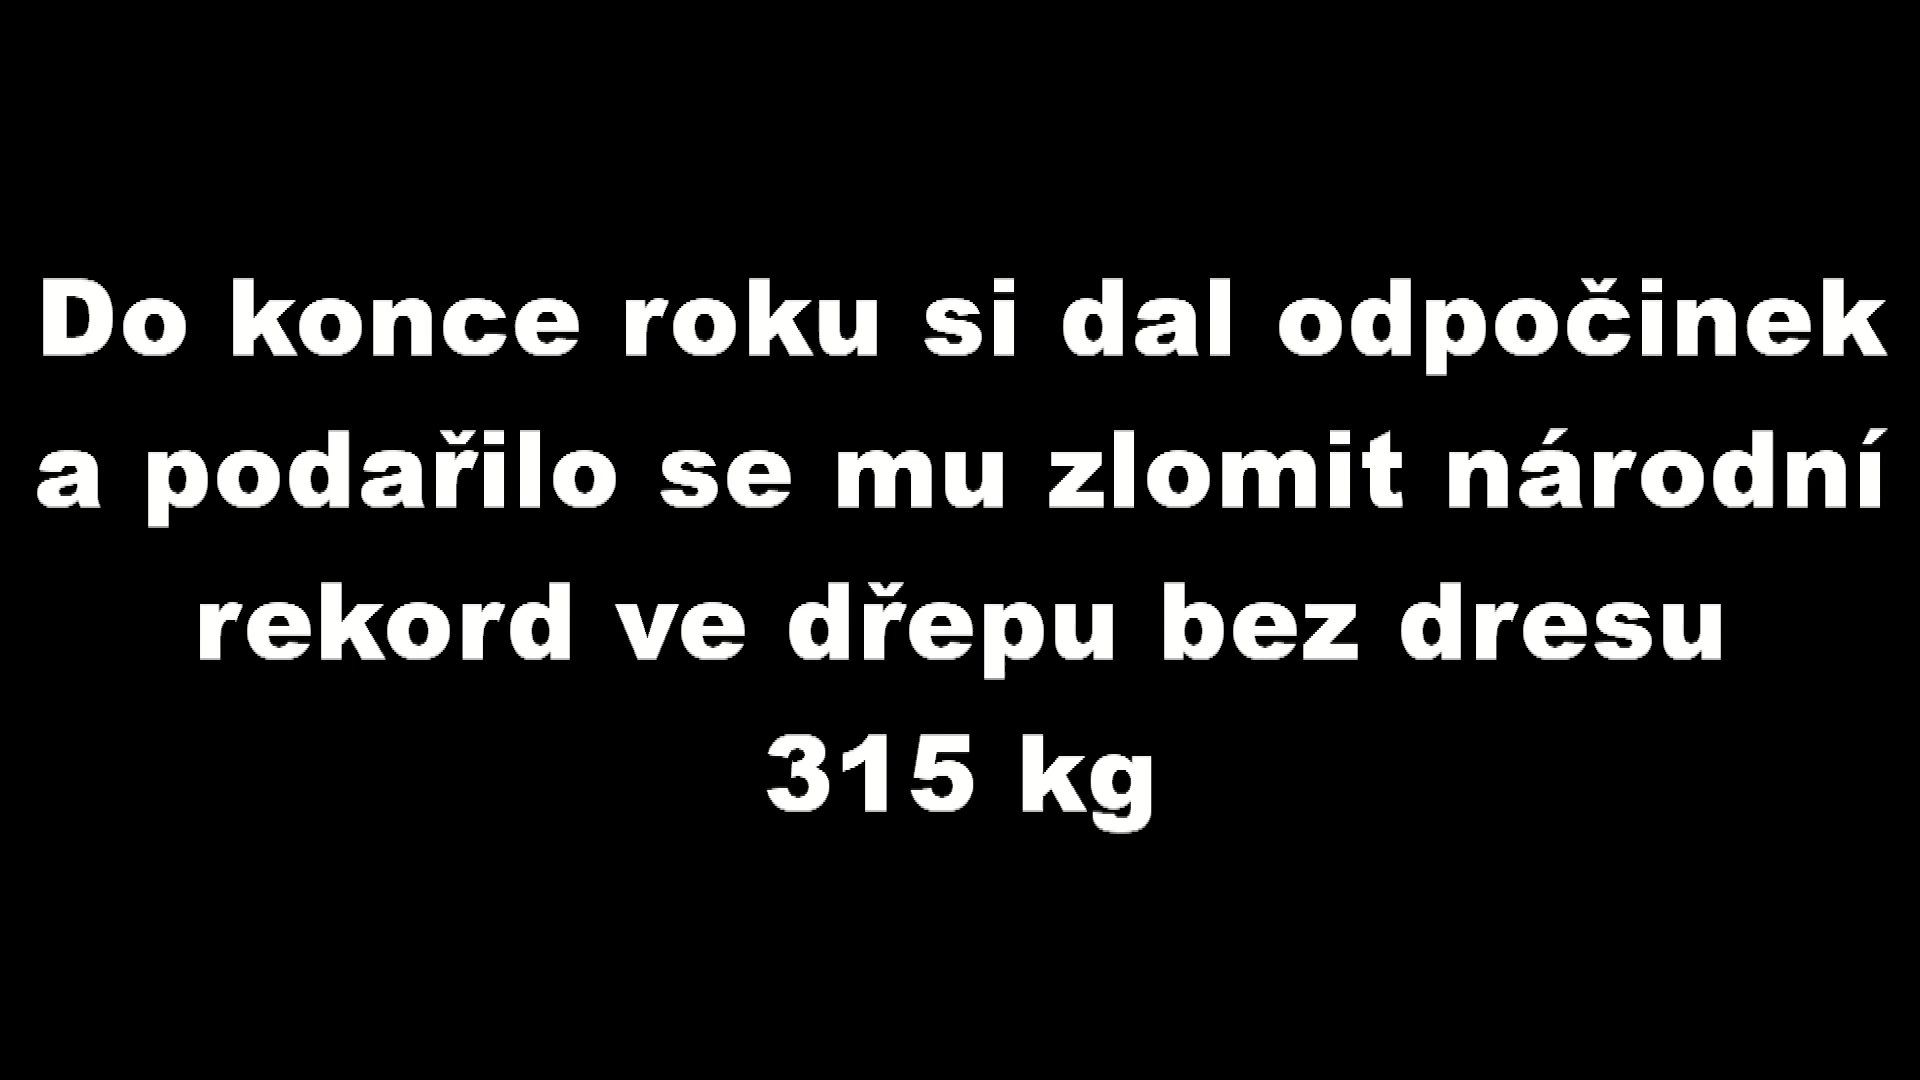 Do konce roku si dal odpočinek
a podařilo se mu zlomit národní
rekord ve dřepu bez dresu
315 kg